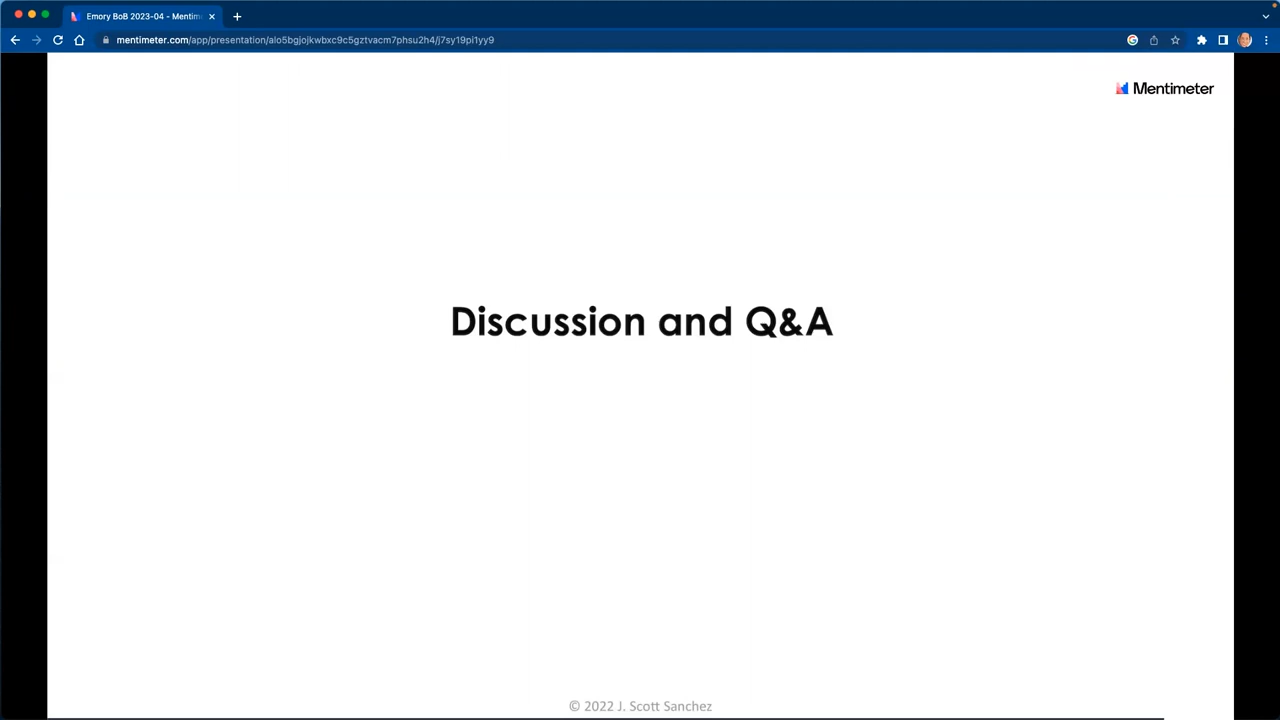 Emory BoB 2023-04 - Mentim
mentimeter.com/app/presentation/alo5bgjojkwbxc9c5gztvacm7phsu2h4/j7sy19pi1yy9
Mentimeter
Discussion and Q&A
© 2022 J. Scott Sanchez